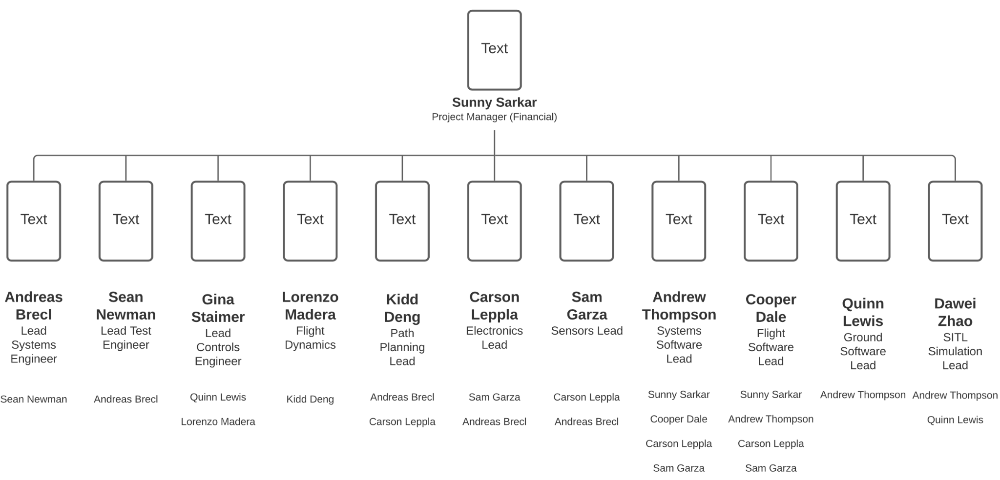 Text
Sunny Sarkar
Project Manager (Financial)
Text
Text
Text
Text
Text
Text
Text
Text
Text
Text
Text
Andreas
Brecl
Lead
Systems
Engineer
Sean Newman
Sean
Newman
Lead Test
Engineer
Andreas Brecl
Gina
Staimer
Lead
Controls
Engineer
Quinn Lewis
Lorenzo Madera
Lorenzo
Madera
Flight
Dynamics
Kidd Deng
Kidd
Deng
Path
Planning
Lead
Andreas Brecl
Carson Leppla
Carson
Leppla
Electronics
Lead
Sam Garza
Andreas Brecl
Sam
Garza
Sensors Lead
Carson Leppla
Andreas Brecl
Andrew
Thompson
Systems
Software
Lead
Sunny Sarkar
Cooper Dale
Carson Leppla
Sam Garza
Cooper
Dale
Flight
Software
Lead
Sunny Sarkar
Andrew Thompson
Carson Leppla
Sam Garza
Quinn
Lewis
Ground
Software
Lead
Andrew Thompson
Dawei
Zhao
SITL
Simulation
Lead
Andrew Thompson
Quinn Lewis